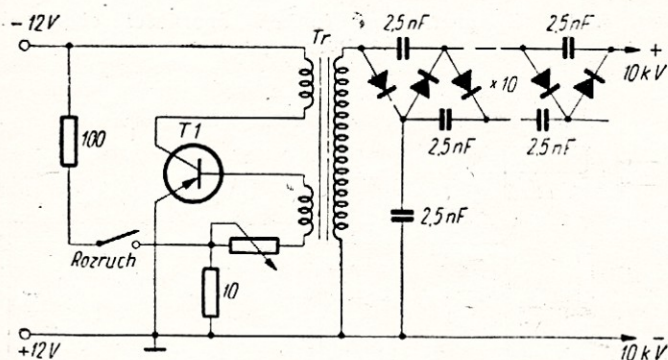 -12V
Tr
2,5nF
2,5nF
+
10kV
×10
2,5nF
2,5nF
T1
100
2,5nF
Rozruch
10
+12V
-
10kV